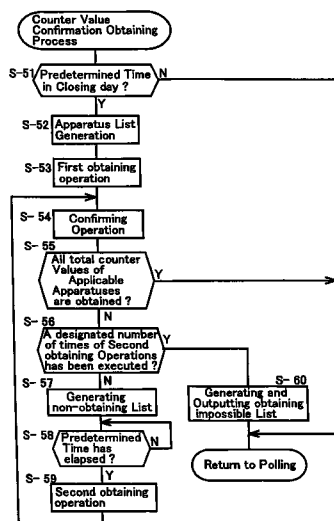 Counter Value
Confirmation Obtaining
Process
S-51
Predetermined Time
in Closing day ?
N
Y
S-52
Apparatus List
Generation
S-53
First obtaining
operation
S-54
Confirming
Operation
S-55
All total counter
Values of
Applicable
Apparatuses
are obtained ?
Y
N
S-56
A designated number
of times of Second
obtaining Operations
has been executed ?
Y
N
S-57
Generating
non-obtaining List
S-60
Generating and
Outputting obtaining
impossible List
S-58
Predetermined
Time has
elapsed ?
N
Y
Return to Polling
S-59
Second obtaining
operation